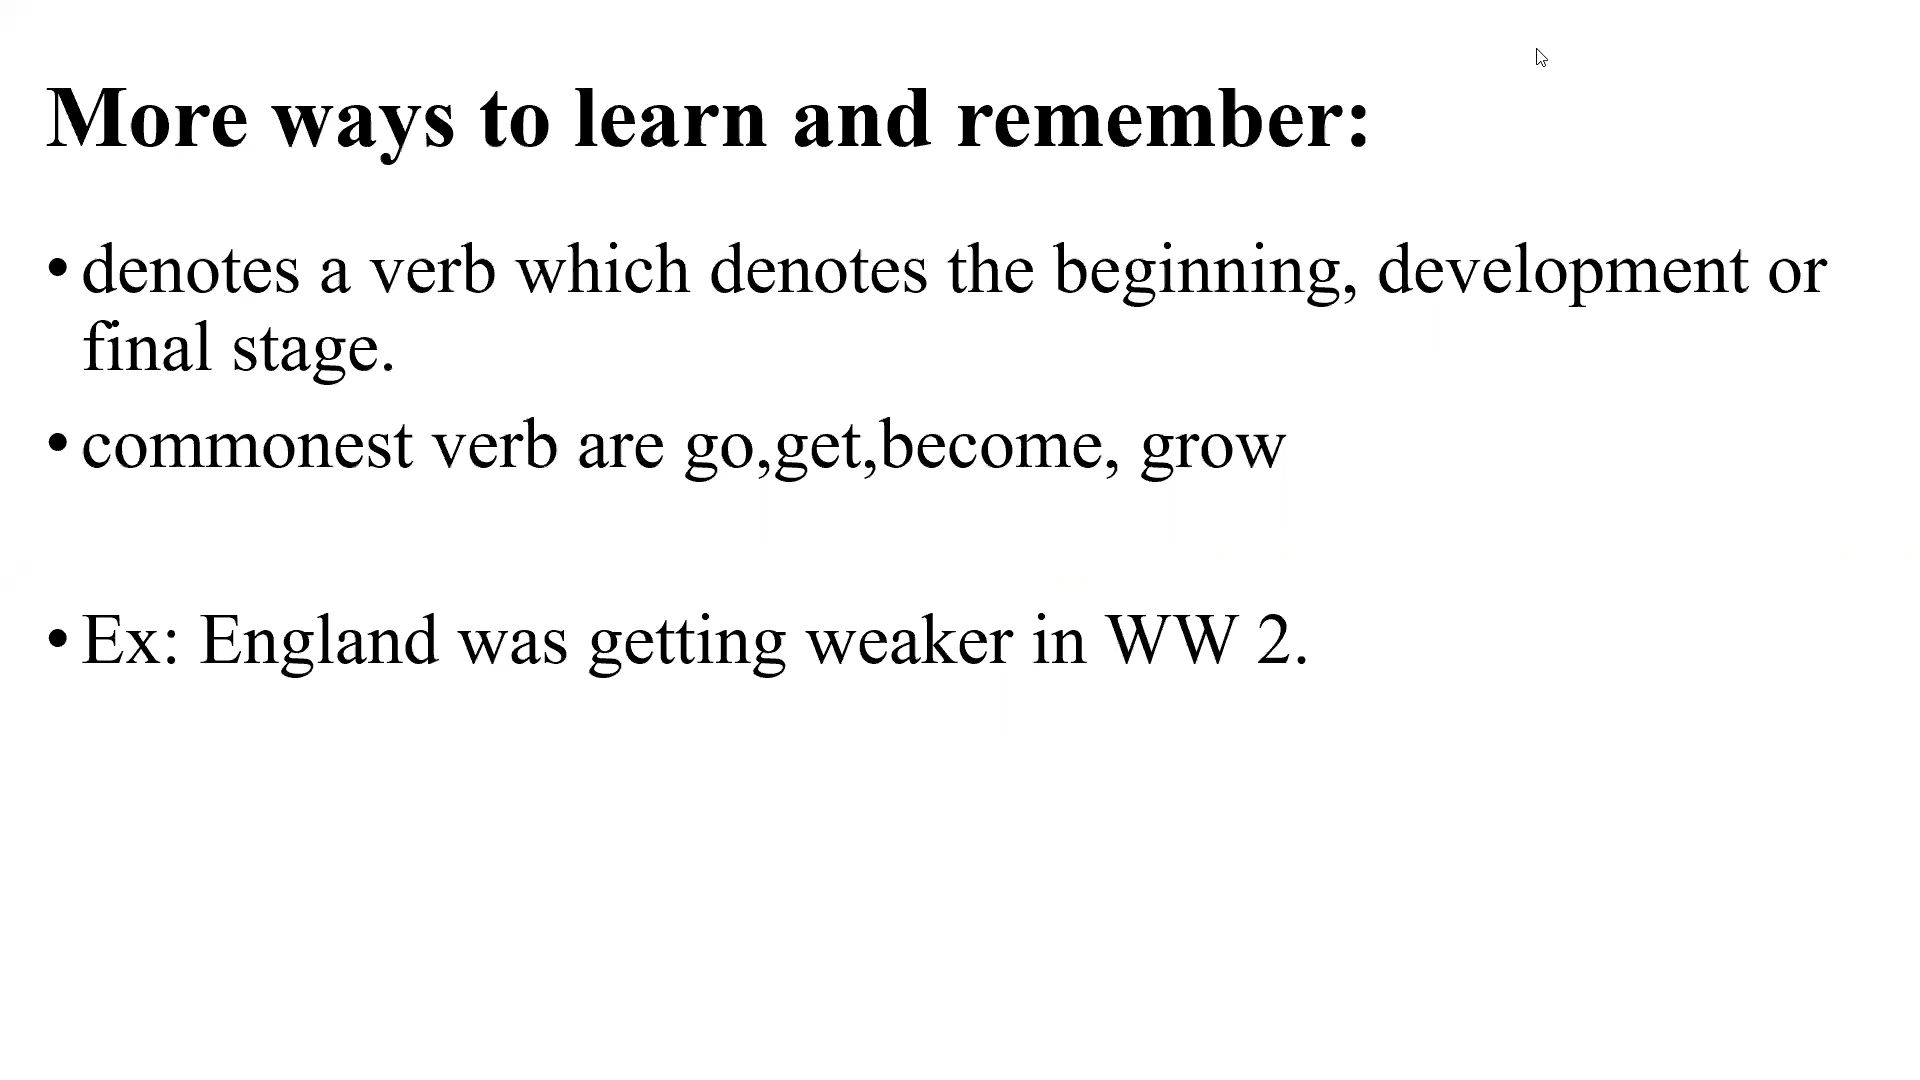 More ways to learn and remember:
• denotes a verb which denotes the beginning, development or
final stage.
• commonest verb are go,get,become, grow
• Ex: England was getting weaker in WW 2.